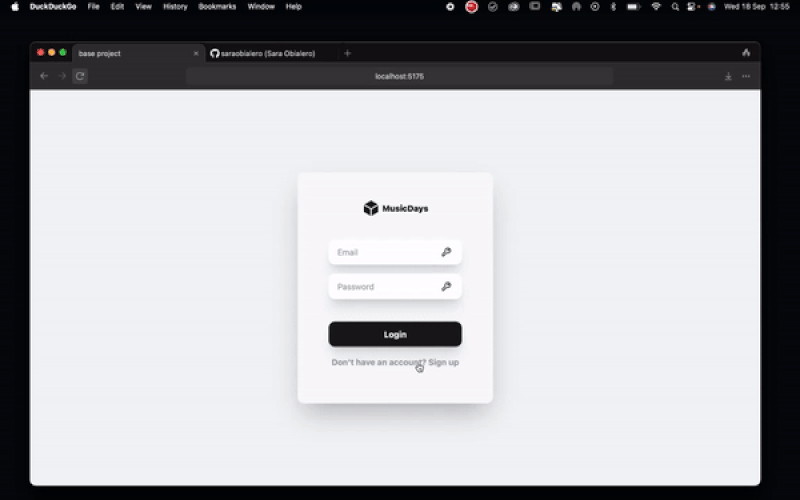 DuckDuckGo File Edit View History Bookmarks Window Help Wed 18 Sep 12:55
base project saraobialero (Sara Obialero)
localhost:5175
MusicDays
Email
Password
Login
Don't have an account? Sign up